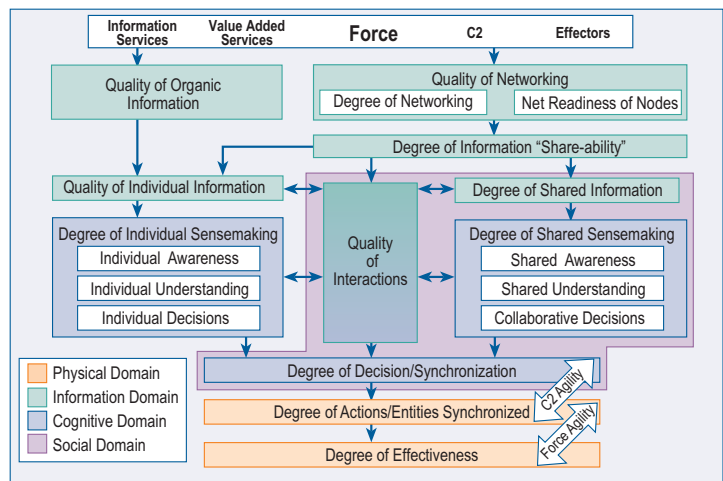 Information
Services
Value Added
Services
Force
C2
Effectors
Quality of Organic
Information
Quality of Networking
Degree of Networking
Net Readiness of Nodes
Degree of Information “Share-ability”
Quality of Individual Information
Degree of Shared Information
Degree of Individual Sensemaking
Individual Awareness
Individual Understanding
Individual Decisions
Quality
of
Interactions
Degree of Shared Sensemaking
Shared Awareness
Shared Understanding
Collaborative Decisions
Degree of Decision/Synchronization
C2 Agility
Degree of Actions/Entities Synchronized
Force Agility
Degree of Effectiveness
Physical Domain
Information Domain
Cognitive Domain
Social Domain